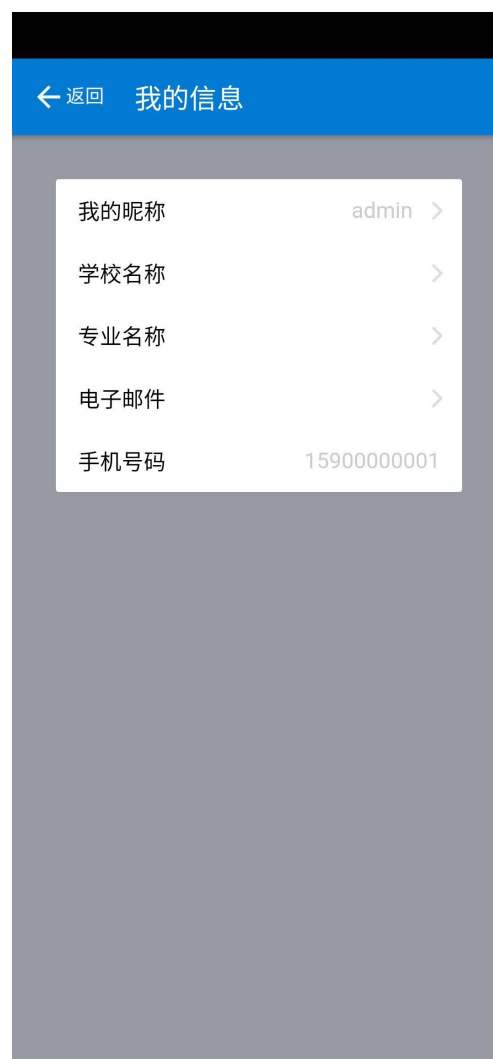 返回 我的信息
我的昵称 admin
学校名称
专业名称
电子邮件
手机号码 15900000001